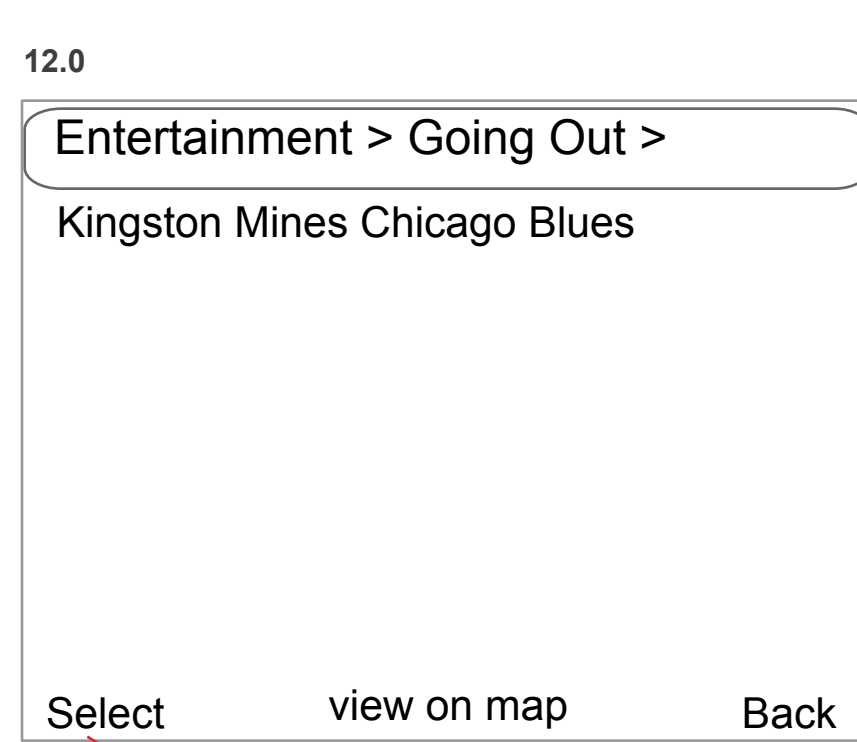 12.0
Entertainment > Going Out >
Kingston Mines Chicago Blues
Select view on map Back